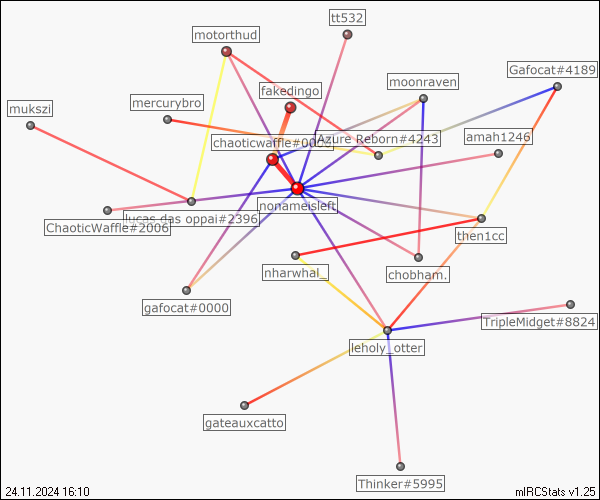 tt532
motorthud
Gafocat#4189
moonraven
fakedingo
mukszi
mercurybro
Azure Reborn#4243
amah1246
nonameisleft
ChaoticWaffle#2006
lucas das oppai#2396
then1cc
nharwhal_
chobham.
gafocat#0000
TripleMidget#8824
leholy_otter
gateauxcatto
Thinker#5995
24.11.2024 16:10
mIRCStats v1.25